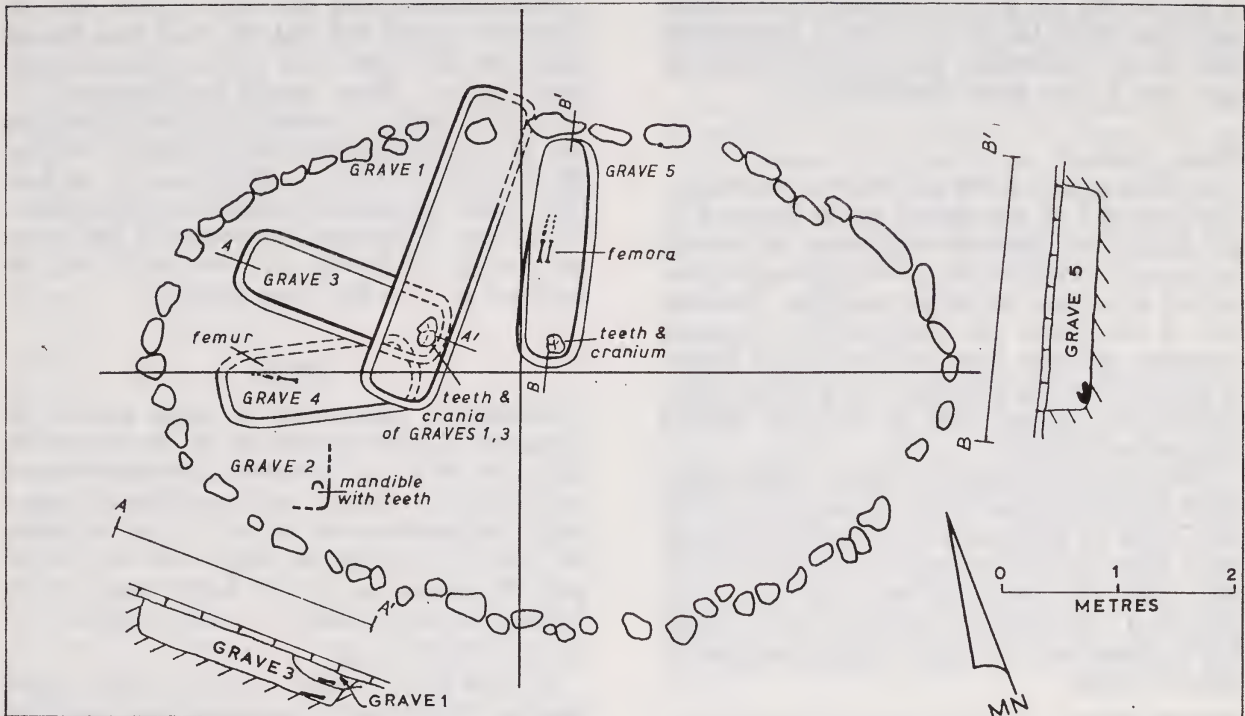 B'
GRAVE 1
GRAVE 5
B'
A
GRAVE 3
femora
GRAVE 5
femur
A'
teeth &
cranium
GRAVE 4
B
teeth &
crania
of GRAVES 1,3
B
GRAVE 2
mandible
with teeth
A
0 1 2
METRES
A'
GRAVE 3
GRAVE 1
MN